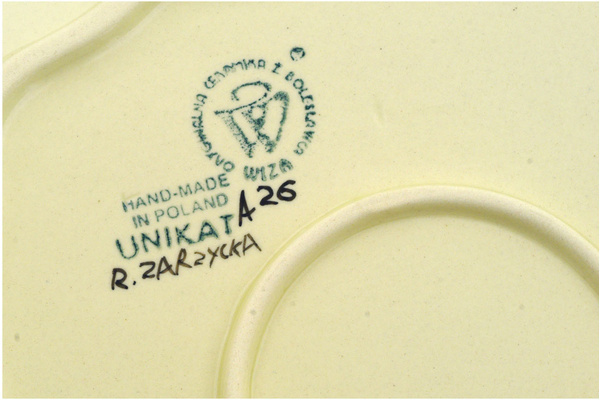 ORYGINALNA CERAMIKA Z BOLESŁAWCA
WIZA
HAND-MADE
IN POLAND
UNIKAT A 26
R. ZARZYCKA